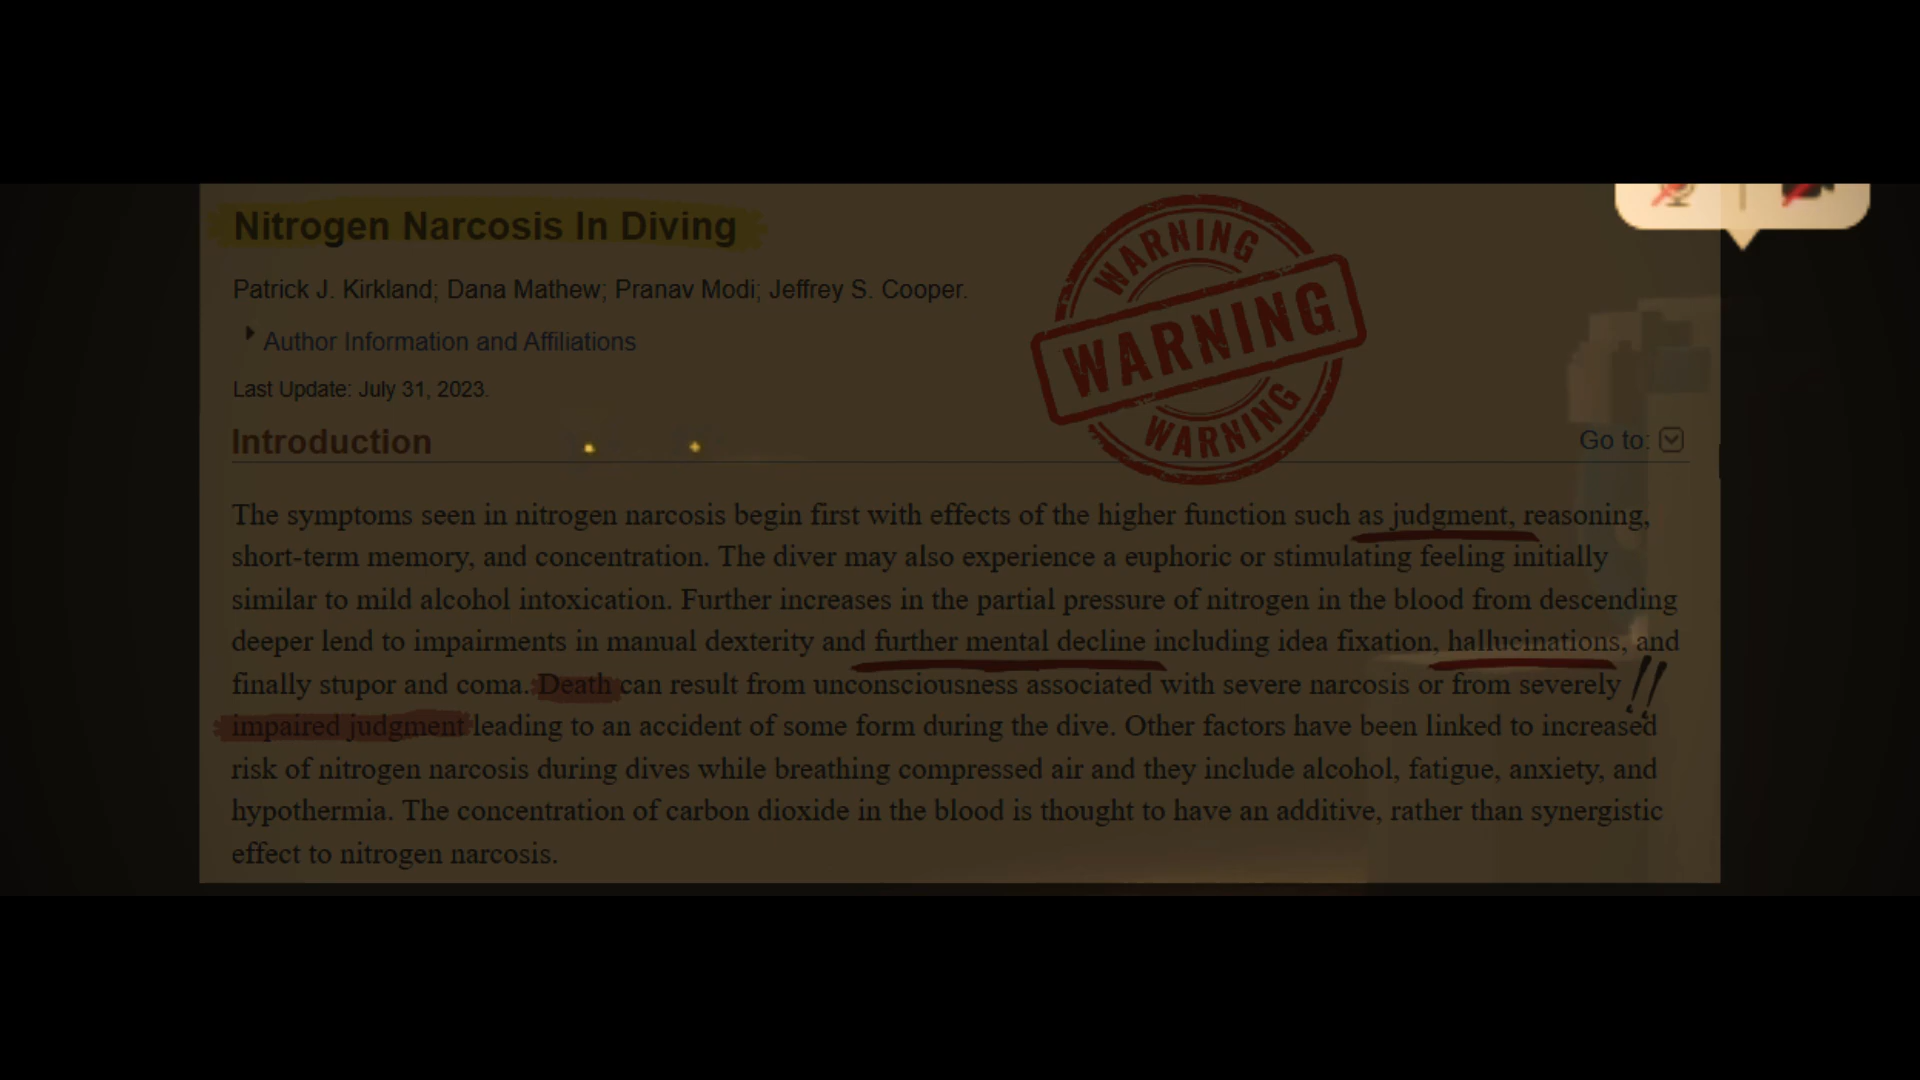 Nitrogen Narcosis In Diving
Patrick J. Kirkland; Dana Mathew; Pranav Modi; Jeffrey S. Cooper.
Author Information and Affiliations
Last Update: July 31, 2023.
WARNING
WARNING
WARNING
Introduction
Go to:
The symptoms seen in nitrogen narcosis begin first with effects of the higher function such as judgment, reasoning,
short-term memory, and concentration. The diver may also experience a euphoric or stimulating feeling initially
similar to mild alcohol intoxication. Further increases in the partial pressure of nitrogen in the blood from descending
deeper lend to impairments in manual dexterity and further mental decline including idea fixation, hallucinations, and
finally stupor and coma. Death can result from unconsciousness associated with severe narcosis or from severely
!!
impaired judgment leading to an accident of some form during the dive. Other factors have been linked to increased
risk of nitrogen narcosis during dives while breathing compressed air and they include alcohol, fatigue, anxiety, and
hypothermia. The concentration of carbon dioxide in the blood is thought to have an additive, rather than synergistic
effect to nitrogen narcosis.